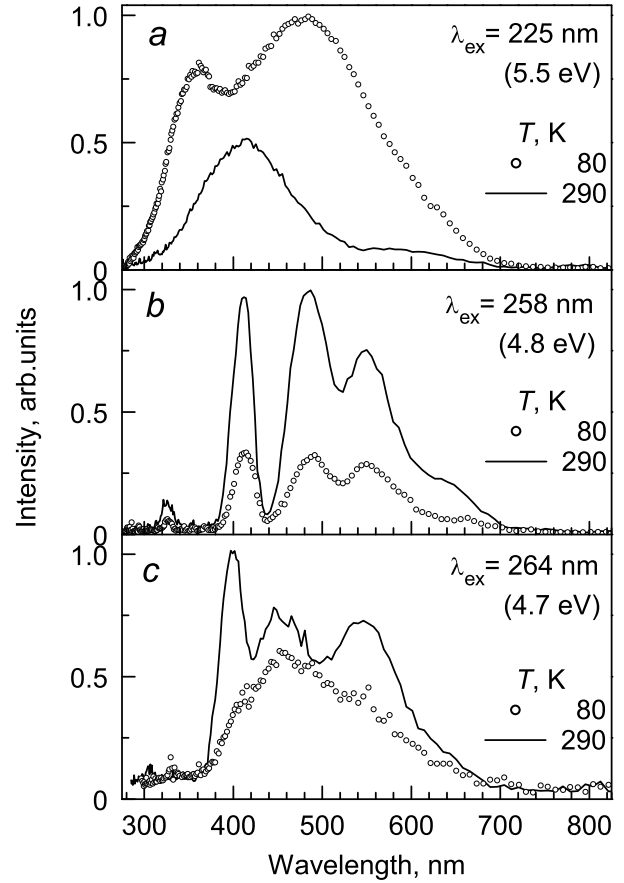 1.0
a
λex= 225 nm
(5.5 eV)
T, K
0.5
80
290
0
1.0
b
λex= 258 nm
(4.8 eV)
T, K
0.5
80
290
0
1.0
c
λex= 264 nm
(4.7 eV)
T, K
0.5
80
290
0
Intensity, arb.units
300 400 500 600 700 800
Wavelength, nm